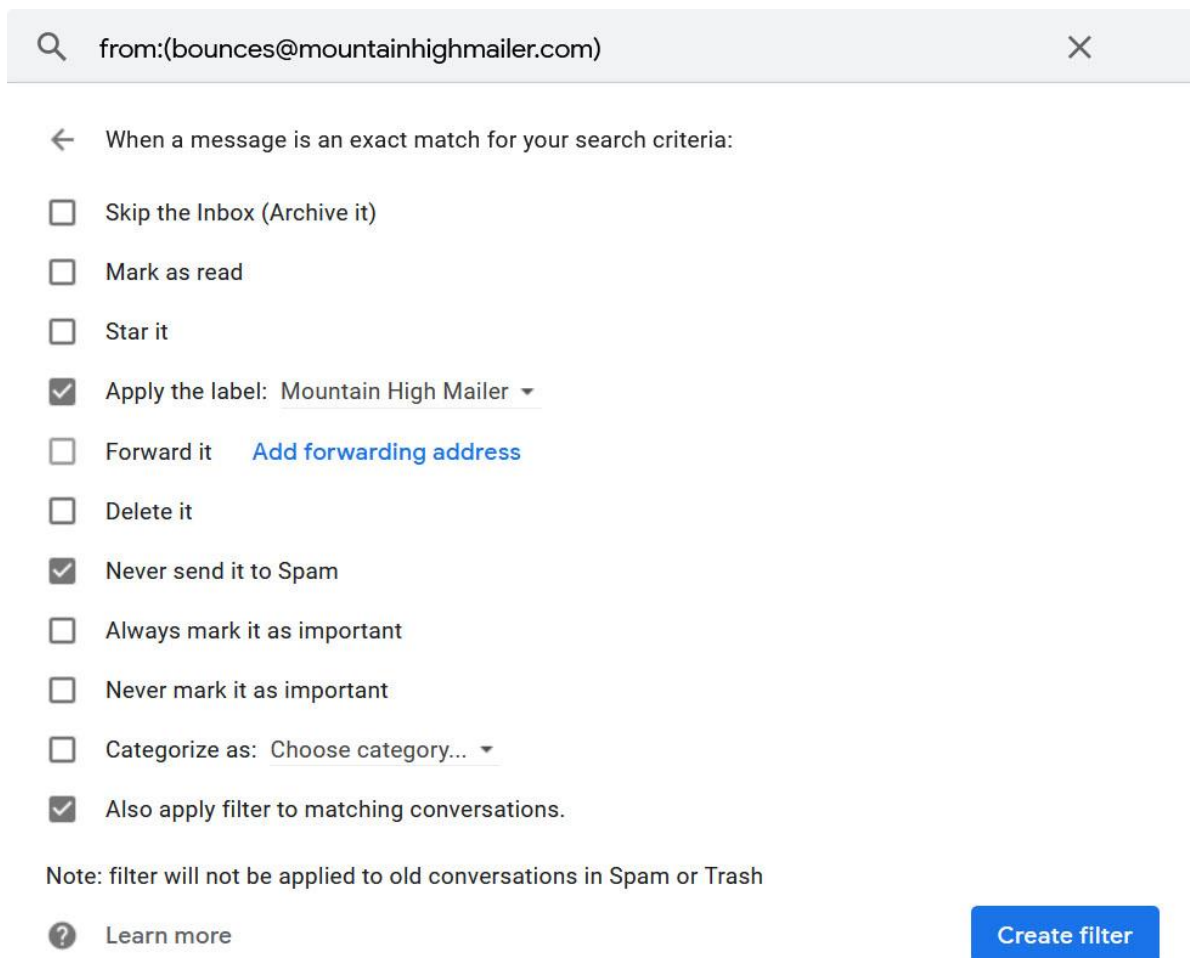 from:(bounces@mountainhighmailer.com)
When a message is an exact match for your search criteria:
Skip the Inbox (Archive it)
Mark as read
Star it
Apply the label: Mountain High Mailer
Forward it Add forwarding address
Delete it
Never send it to Spam
Always mark it as important
Never mark it as important
Categorize as: Choose category...
Also apply filter to matching conversations.
Note: filter will not be applied to old conversations in Spam or Trash
Learn more Create filter